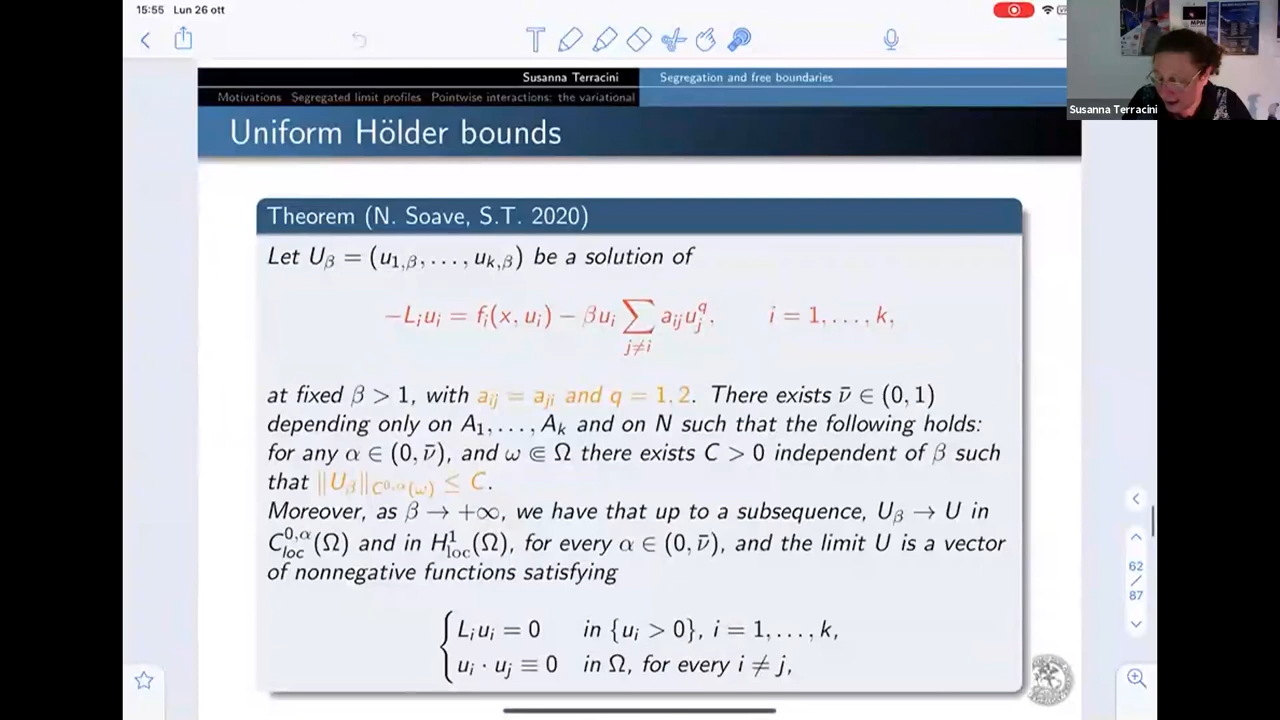 15:55 Lun 26 ott
Susanna Terracini
Segregation and free boundaries
Motivations Segregated limit profiles Pointwise interactions: the variational
Susanna Terracini
Uniform Hölder bounds
Theorem (N. Soave, S.T. 2020)
Let U_β = (u_{1,β}, . . . , u_{k,β}) be a solution of
−L_i u_i = f_i(x, u_i) − βu_i ∑_{j≠i} a_{ij} u_j^q,  i = 1, . . . , k,
at fixed β > 1, with a_{ij} = a_{ji} and q = 1, 2. There exists ν̄ ∈ (0, 1)
depending only on A_1, . . . , A_k and on N such that the following holds:
for any α ∈ (0, ν̄), and ω ⋐ Ω there exists C > 0 independent of β such
that ‖U_β‖_{C^{0,α}(ω)} ≤ C.
Moreover, as β → +∞, we have that up to a subsequence, U_β → U in
C^{0,α}_{loc}(Ω) and in H^1_{loc}(Ω), for every α ∈ (0, ν̄), and the limit U is a vector
of nonnegative functions satisfying
L_i u_i = 0 in {u_i > 0}, i = 1, . . . , k,
u_i · u_j ≡ 0 in Ω, for every i ≠ j,
62
/
87